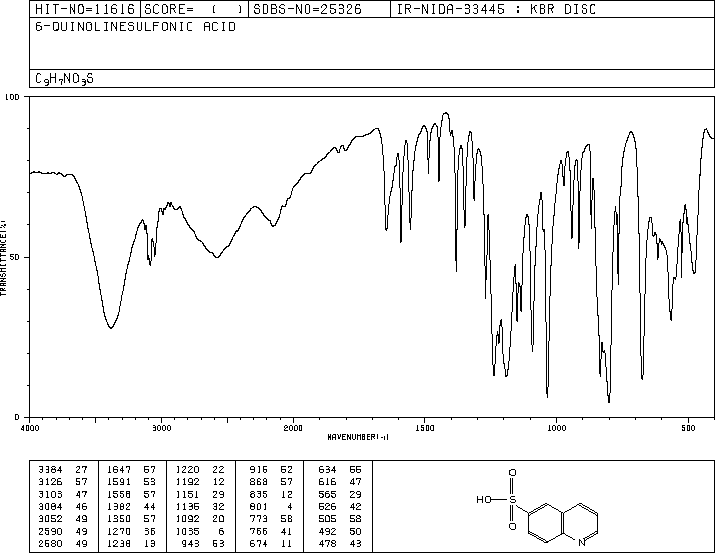 HIT-NO=11616 SCORE= ( ) SDBS-NO=25326 IR-NIDA-33445 : KBR DISC
6-QUINOLINESULFONIC ACID
C9H7NO3S
100
TRANSMITTANCE(%)
50
0
4000 3000 2000 1500 1000 500
WAVENUMBER(-1)
3384 27 1647 57 1220 22 916 52 634 55
3126 57 1591 53 1192 12 868 57 616 47
3103 47 1558 57 1151 29 835 12 565 29
3084 46 1382 44 1136 32 801 4 526 42
3052 49 1350 57 1092 20 773 58 505 58
2590 49 1270 36 1035 6 766 41 492 50
2580 49 1238 13 943 53 674 11 478 43
O
HO S
O
N